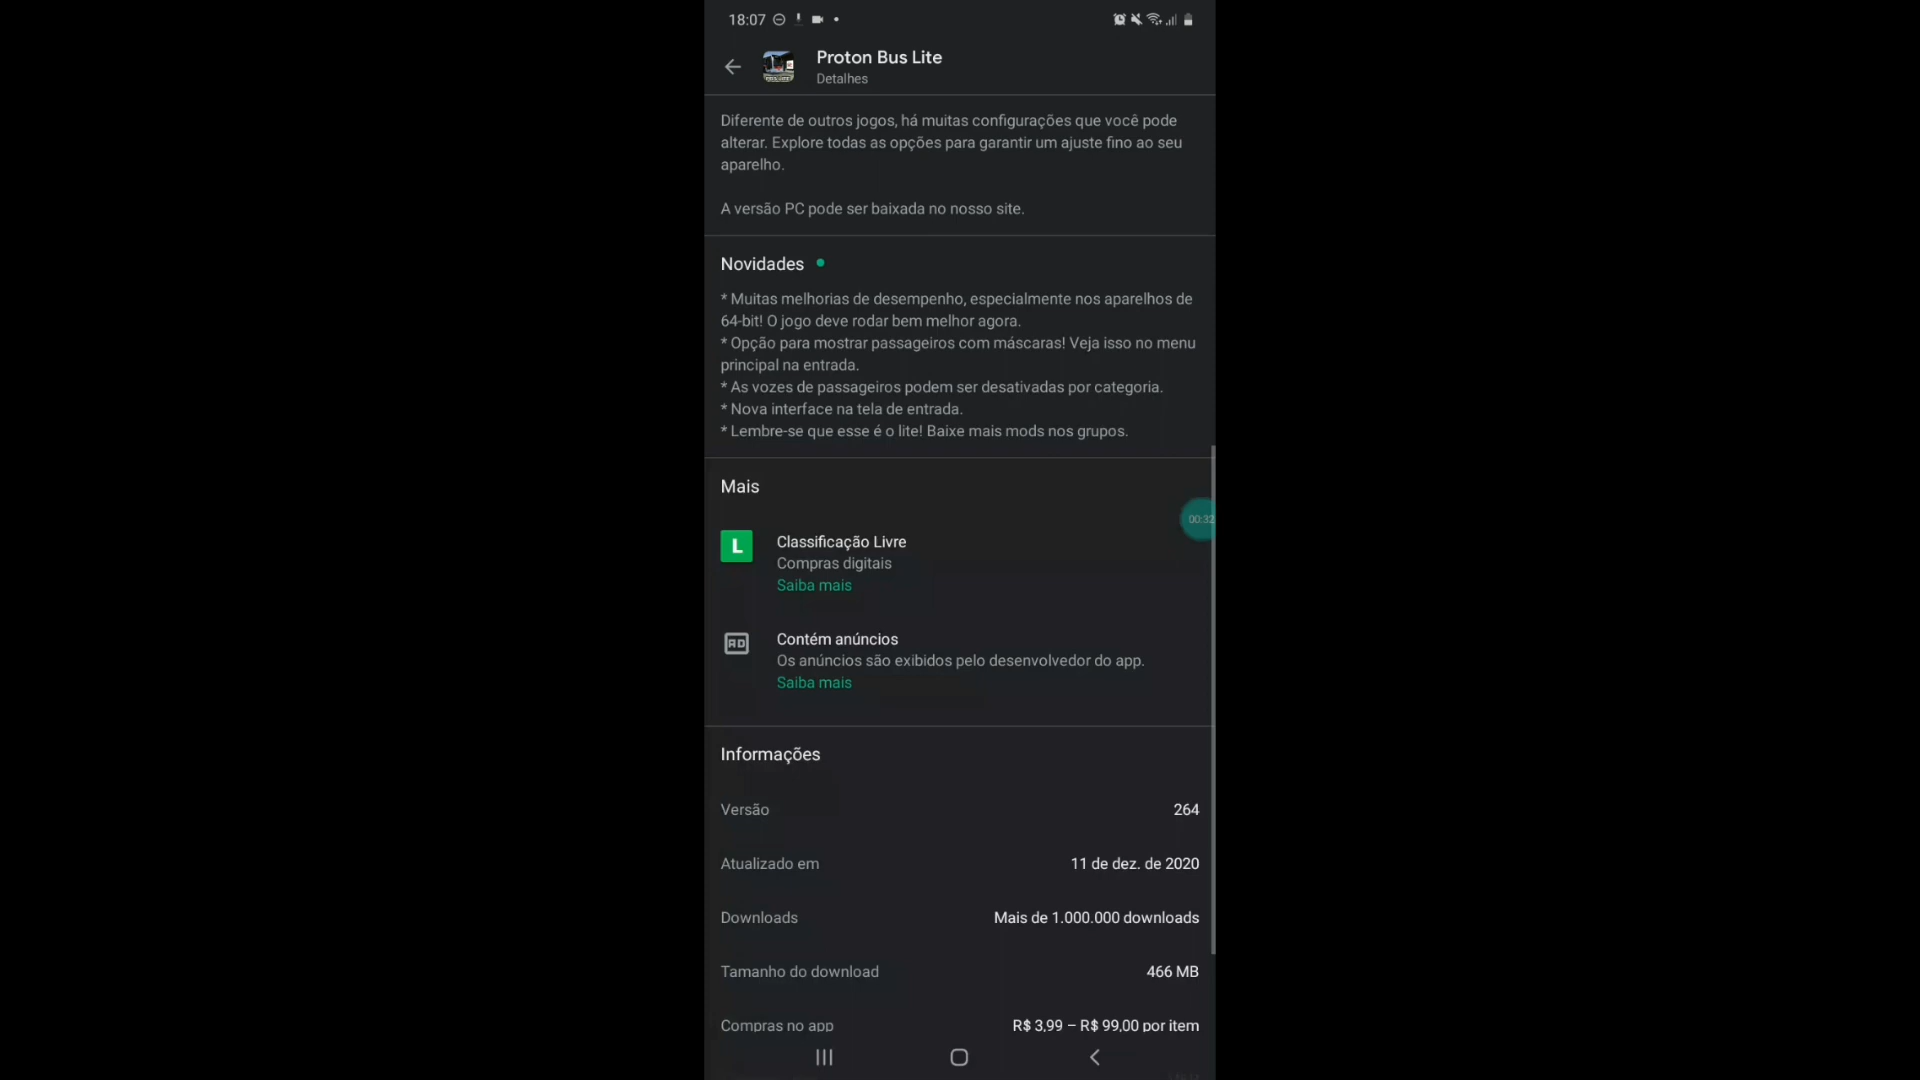 18:07
Proton Bus Lite
Detalhes
Diferente de outros jogos, há muitas configurações que você pode
alterar. Explore todas as opções para garantir um ajuste fino ao seu
aparelho.
A versão PC pode ser baixada no nosso site.
Novidades
* Muitas melhorias de desempenho, especialmente nos aparelhos de
64-bit! O jogo deve rodar bem melhor agora.
* Opção para mostrar passageiros com máscaras! Veja isso no menu
principal na entrada.
* As vozes de passageiros podem ser desativadas por categoria.
* Nova interface na tela de entrada.
* Lembre-se que esse é o lite! Baixe mais mods nos grupos.
Mais
00:32
L
Classificação Livre
Compras digitais
Saiba mais
AD
Contém anúncios
Os anúncios são exibidos pelo desenvolvedor do app.
Saiba mais
Informações
Versão 264
Atualizado em 11 de dez. de 2020
Downloads Mais de 1.000.000 downloads
Tamanho do download 466 MB
Compras no app R$ 3,99 – R$ 99,00 por item